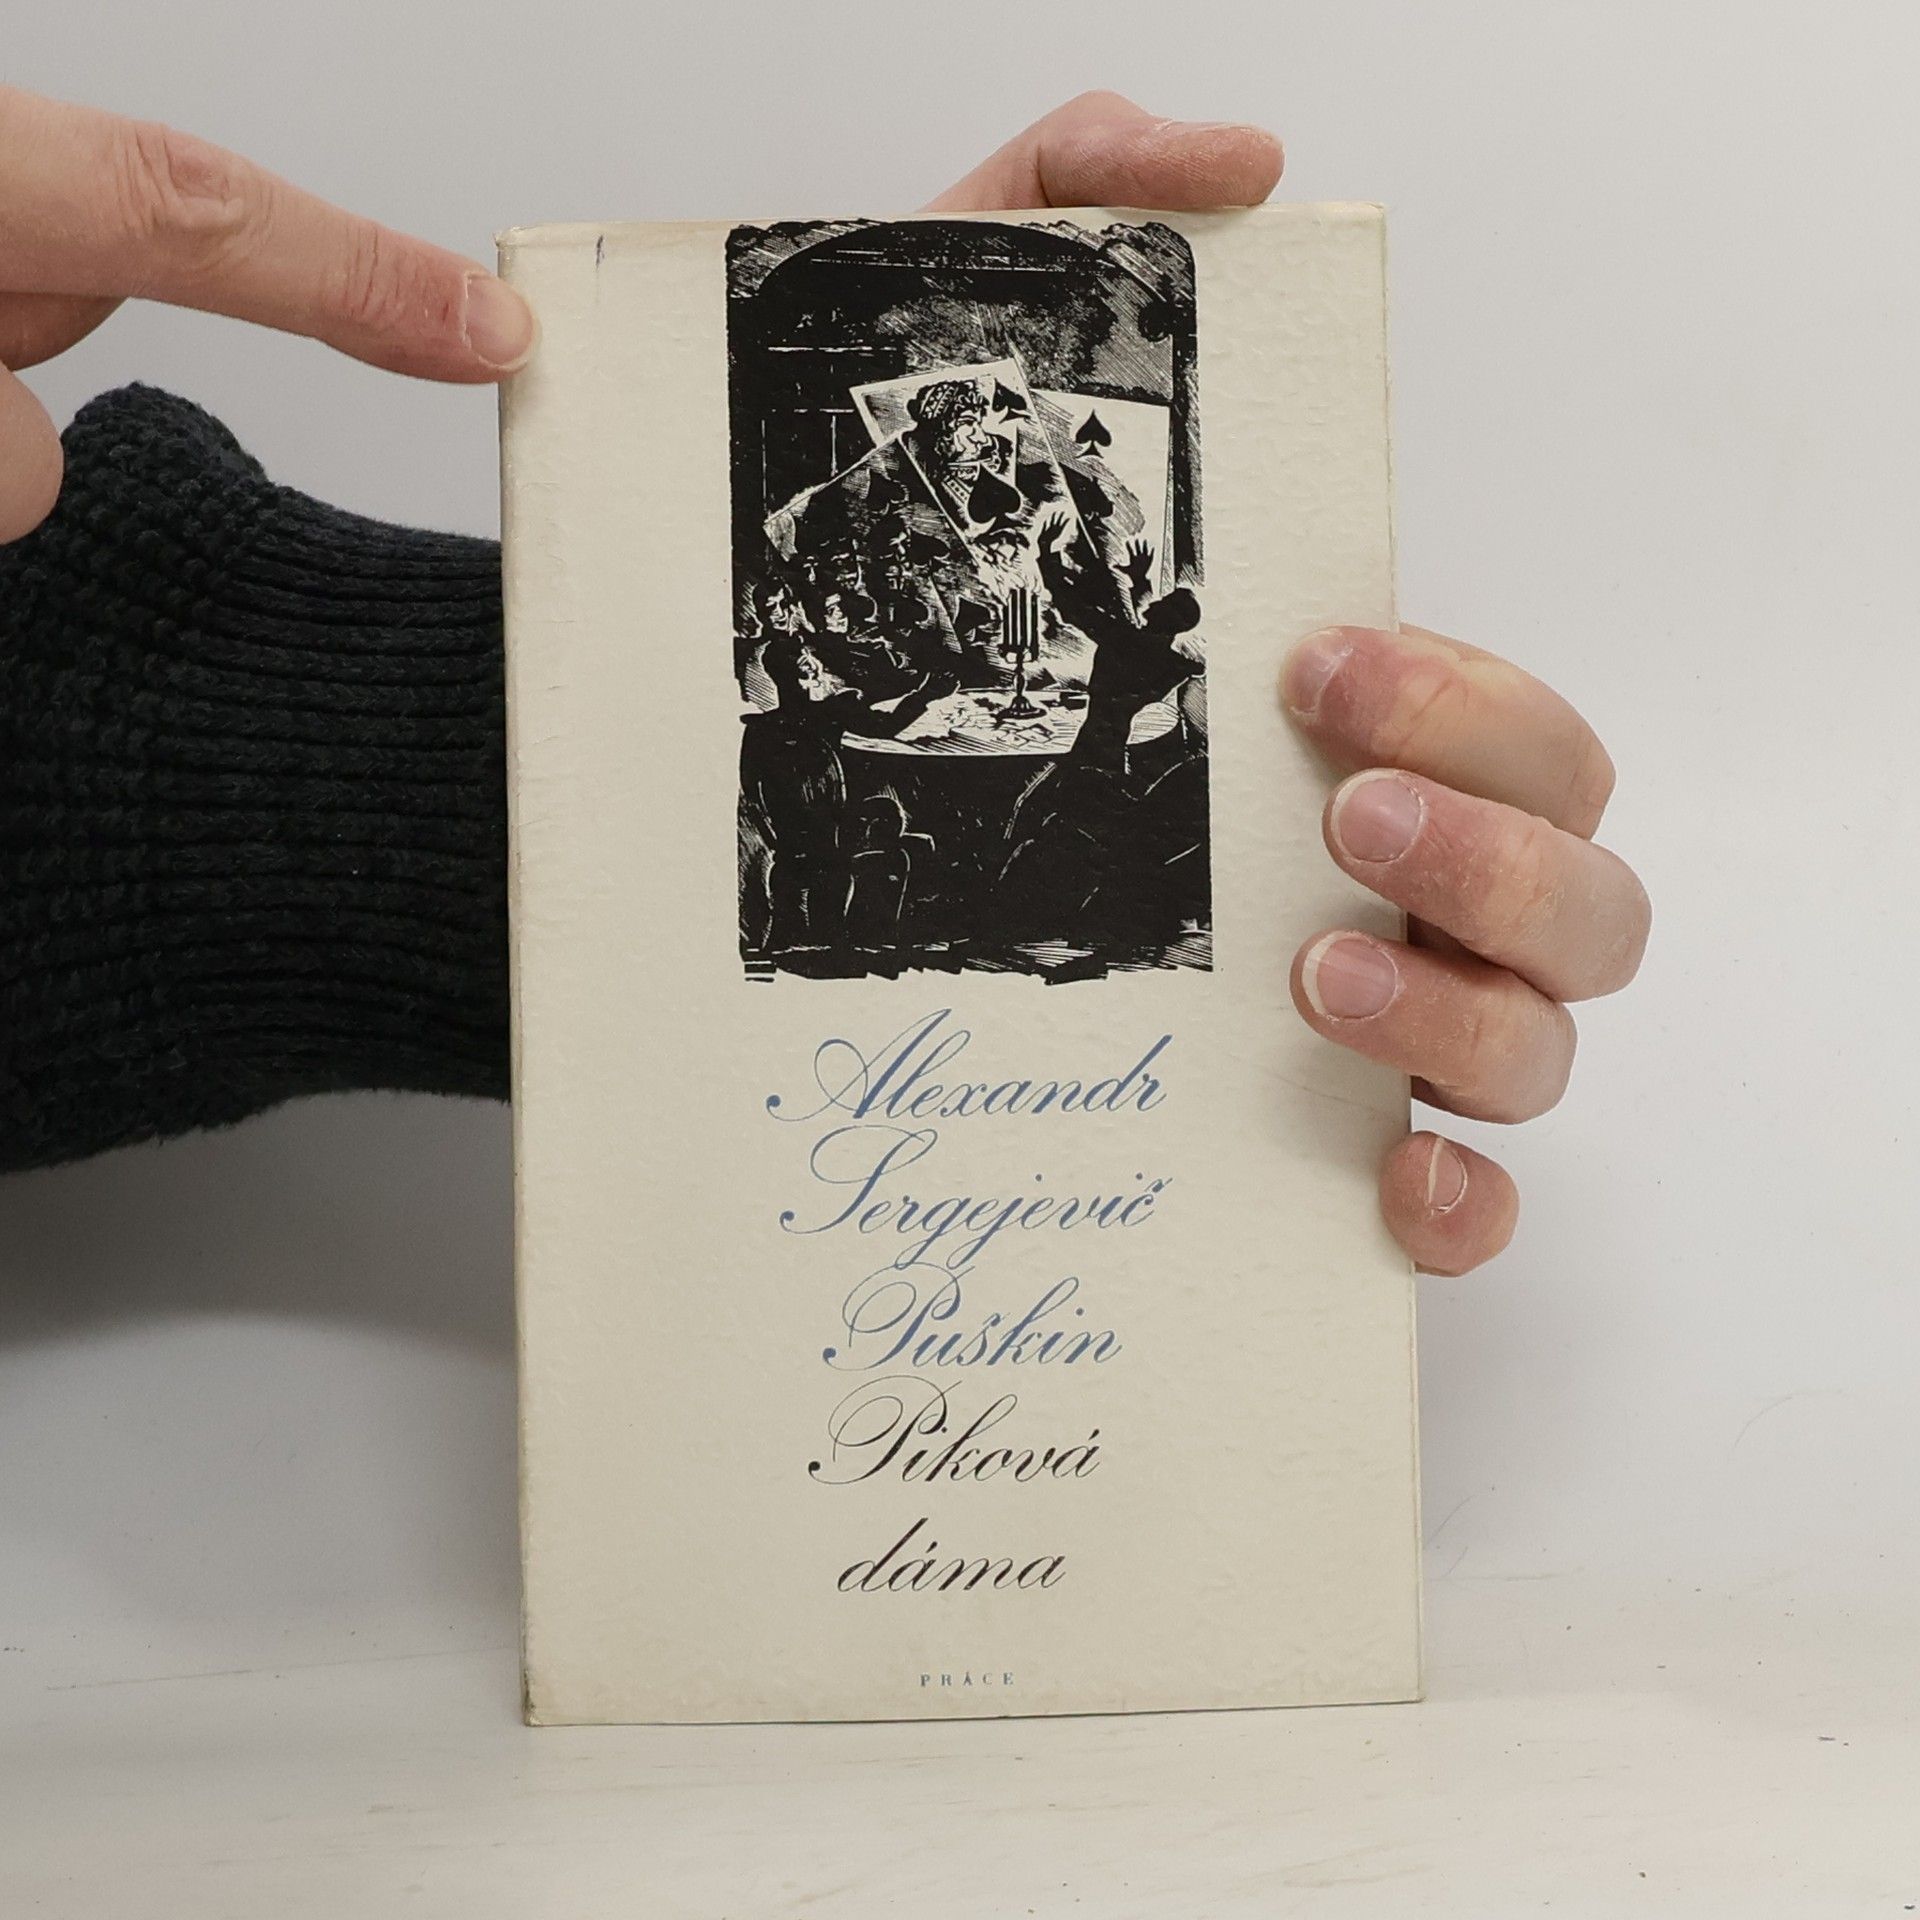 Alexandr
Sergejevič
Puškin
Piková
dáma
PRÁCE